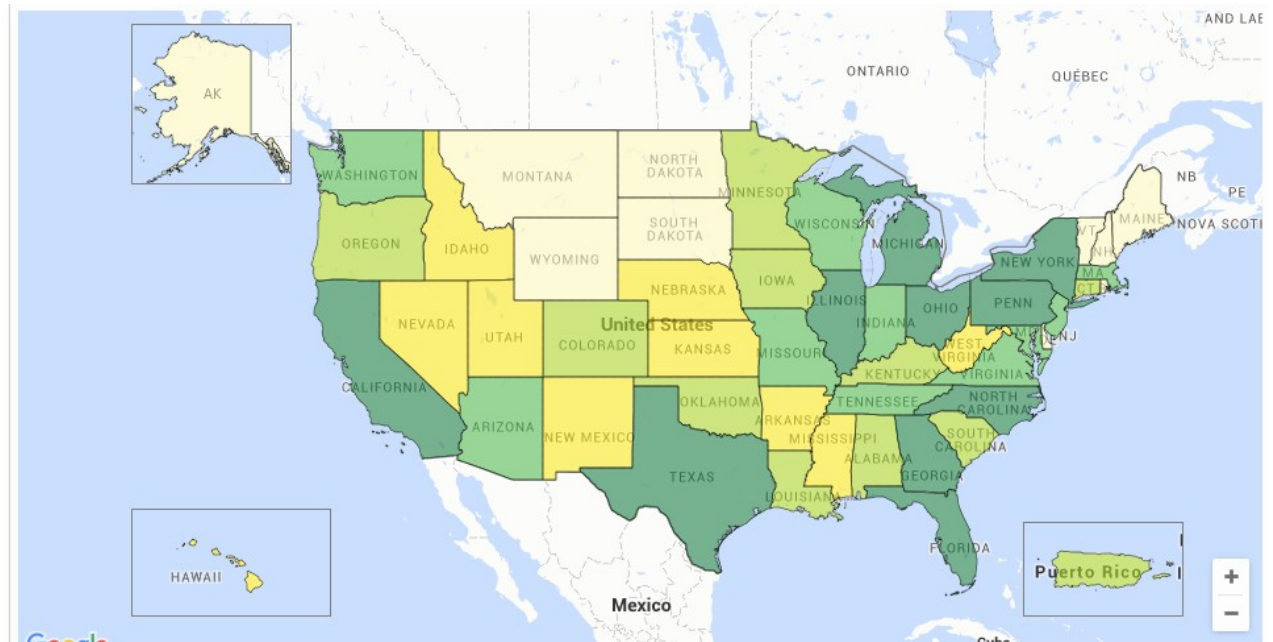 AND LAB
AK
ONTARIO
QUÉBEC
WASHINGTON
MONTANA
NORTH
DAKOTA
MINNESOTA
NB
PE
MAINE
NOVA SCOTI
VT
NH
OREGON
IDAHO
SOUTH
DAKOTA
WISCONSIN
MICHIGAN
WYOMING
NEW YORK
MA
CT
NEBRASKA
IOWA
ILLINOIS
INDIANA
OHIO
PENN
NJ
NEVADA
UTAH
United States
COLORADO
KANSAS
MISSOURI
WEST
VIRGINIA
MD
KENTUCKY
VIRGINIA
CALIFORNIA
ARIZONA
NEW MEXICO
OKLAHOMA
ARKANSAS
TENNESSEE
NORTH
CAROLINA
MISSISSIPPI
ALABAMA
SOUTH
CAROLINA
GEORGIA
TEXAS
LOUISIANA
FLORIDA
HAWAII
Puerto Rico
Mexico
+
−
Google
Cuba